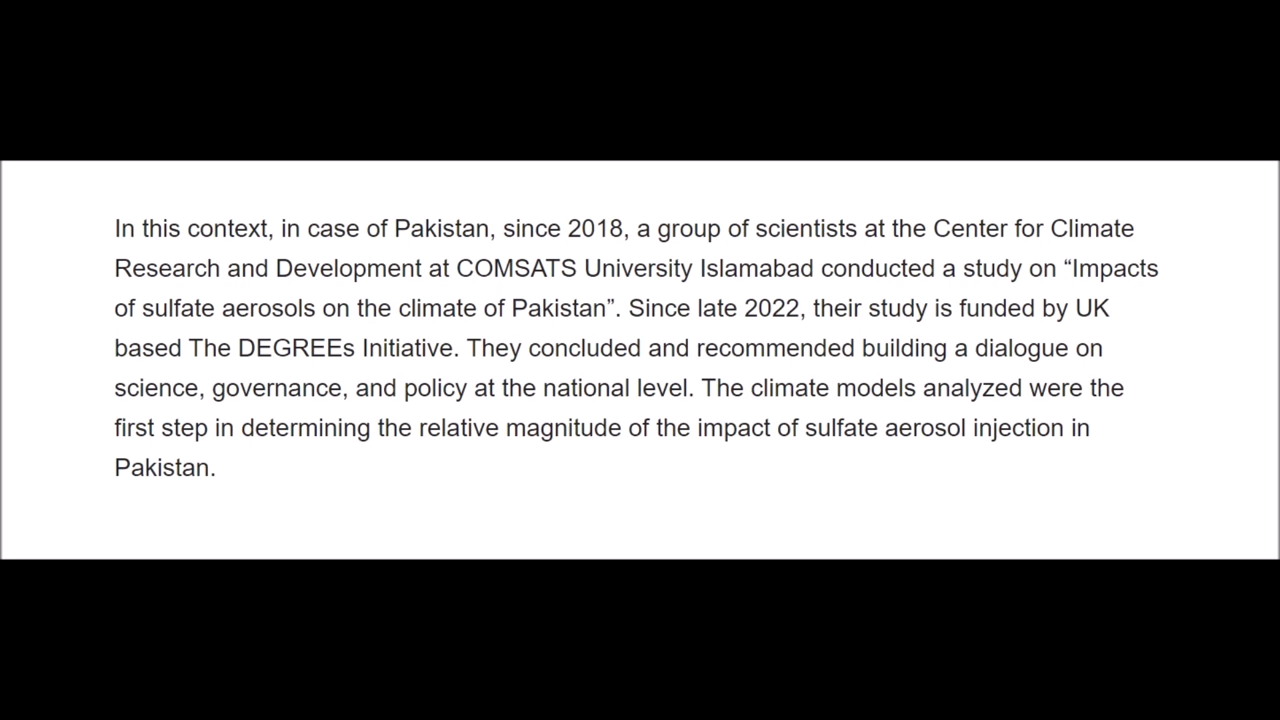 In this context, in case of Pakistan, since 2018, a group of scientists at the Center for Climate
Research and Development at COMSATS University Islamabad conducted a study on “Impacts
of sulfate aerosols on the climate of Pakistan”. Since late 2022, their study is funded by UK
based The DEGREEs Initiative. They concluded and recommended building a dialogue on
science, governance, and policy at the national level. The climate models analyzed were the
first step in determining the relative magnitude of the impact of sulfate aerosol injection in
Pakistan.